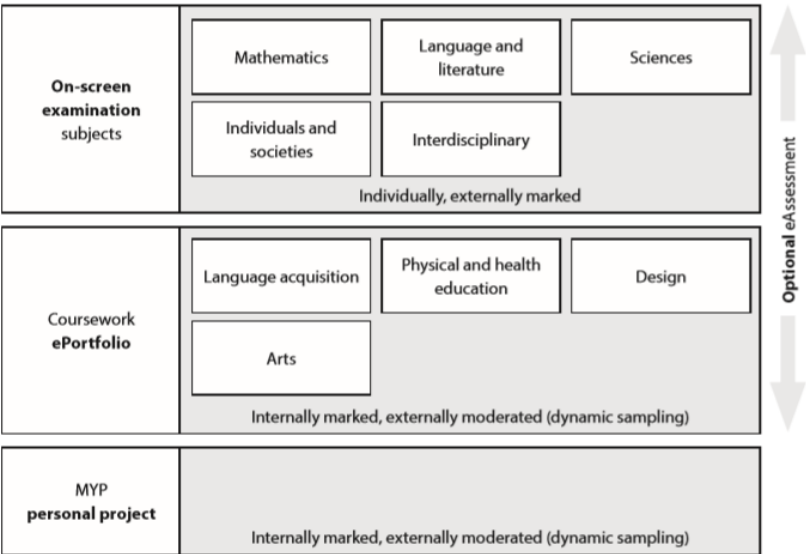 On-screen
examination
subjects
Mathematics
Language and
literature
Sciences
Individuals and
societies
Interdisciplinary
Individually, externally marked
Coursework
ePortfolio
Language acquisition
Physical and health
education
Design
Arts
Internally marked, externally moderated (dynamic sampling)
MYP
personal project
Internally marked, externally moderated (dynamic sampling)
Optional eAssessment